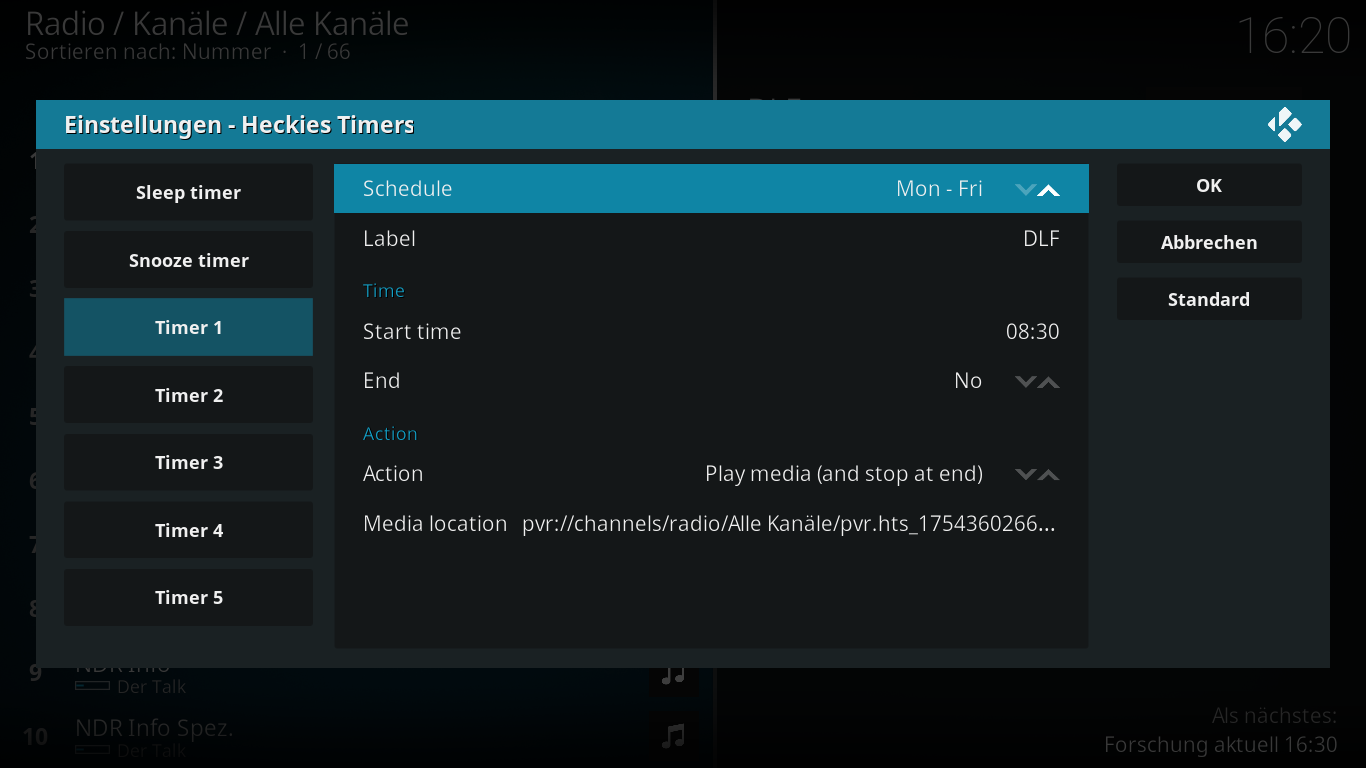 Radio / Kanäle / Alle Kanäle
Sortieren nach: Nummer · 1 / 66
16:20
Einstellungen - Heckies Timers
Sleep timer
Snooze timer
Timer 1
Timer 2
Timer 3
Timer 4
Timer 5
Schedule Mon - Fri
Label DLF
Time
Start time 08:30
End No
Action
Action Play media (and stop at end)
Media location pvr://channels/radio/Alle Kanäle/pvr.hts_1754360266...
OK
Abbrechen
Standard
9 NDR Info
Der Talk
10 NDR Info Spez.
Der Talk
Als nächstes:
Forschung aktuell 16:30